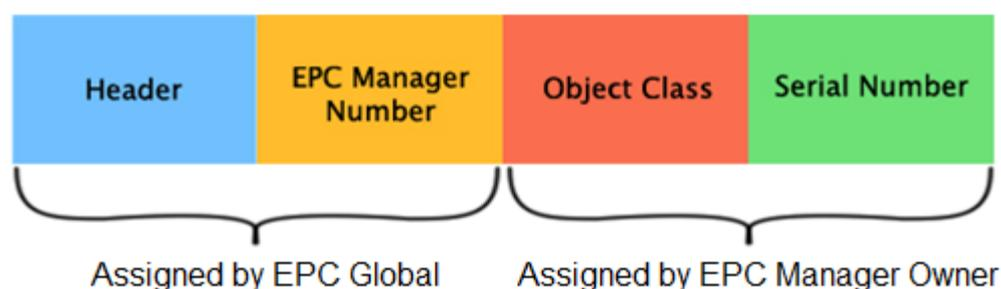 Header
EPC Manager
Number
Object Class
Serial Number
Assigned by EPC Global
Assigned by EPC Manager Owner